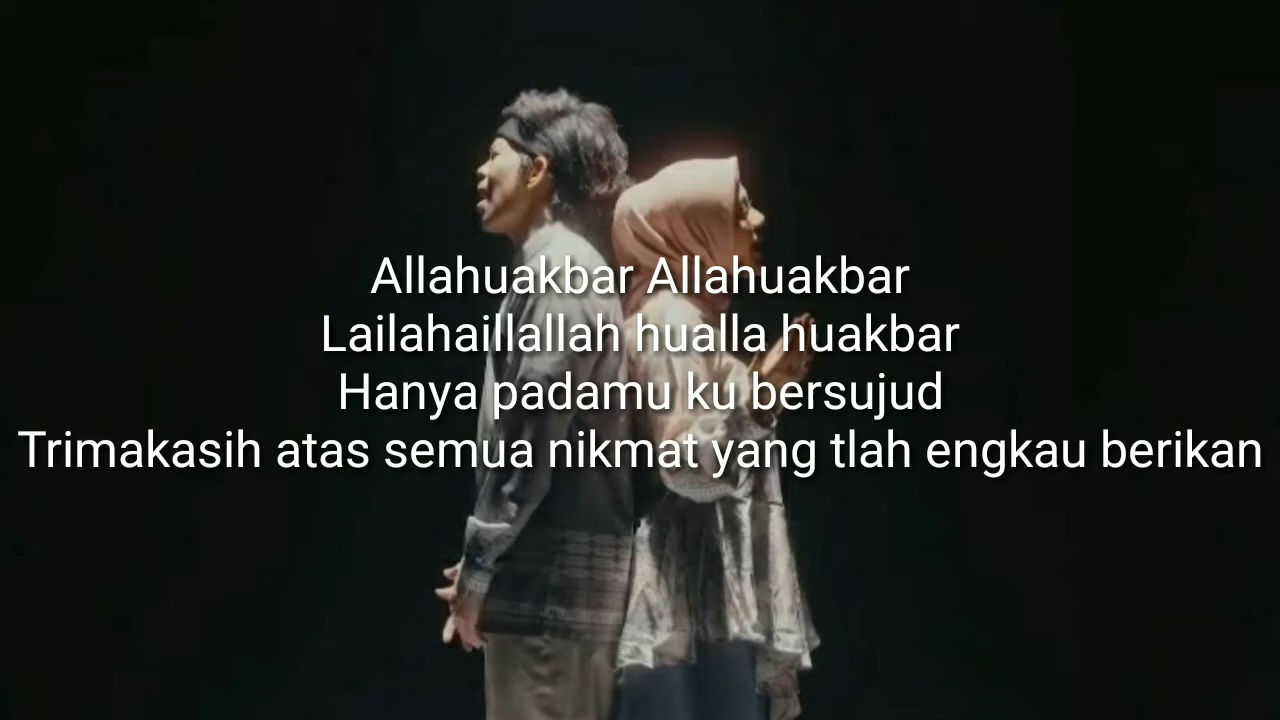 Allahuakbar Allahuakbar
Lailahaillallah hualla huakbar
Hanya padamu ku bersujud
Trimakasih atas semua nikmat yang tlah engkau berikan